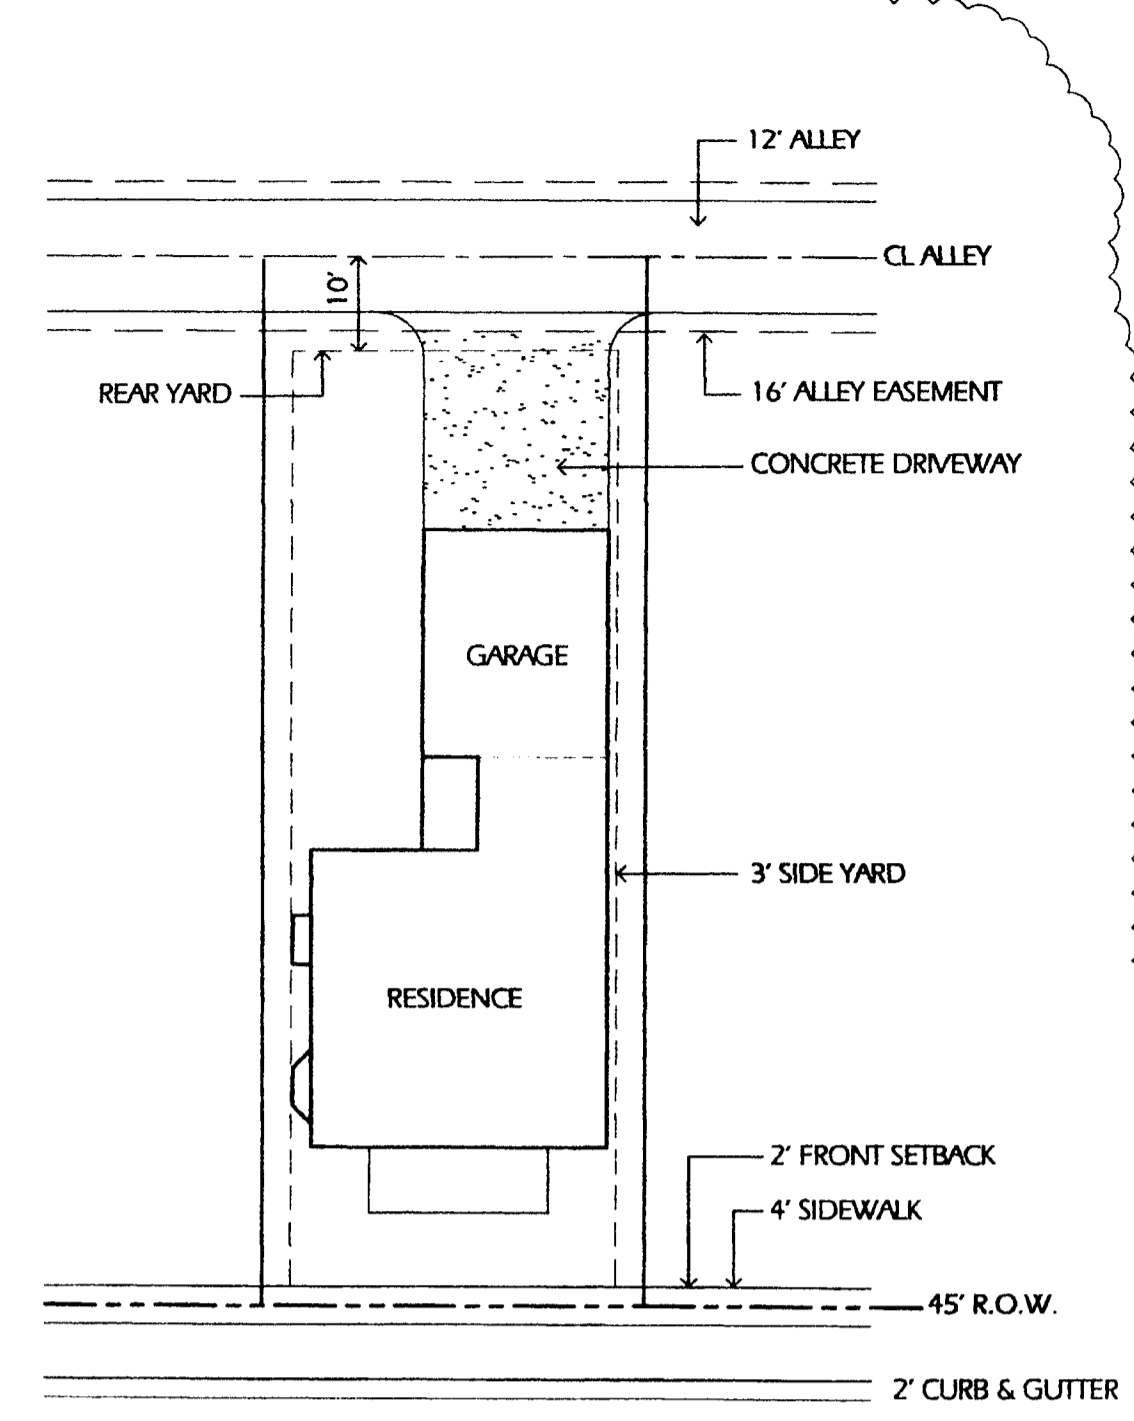 12' ALLEY
CL ALLEY
10'
REAR YARD
16' ALLEY EASEMENT
CONCRETE DRIVEWAY
GARAGE
3' SIDE YARD
RESIDENCE
2' FRONT SETBACK
4' SIDEWALK
45' R.O.W.
2' CURB & GUTTER